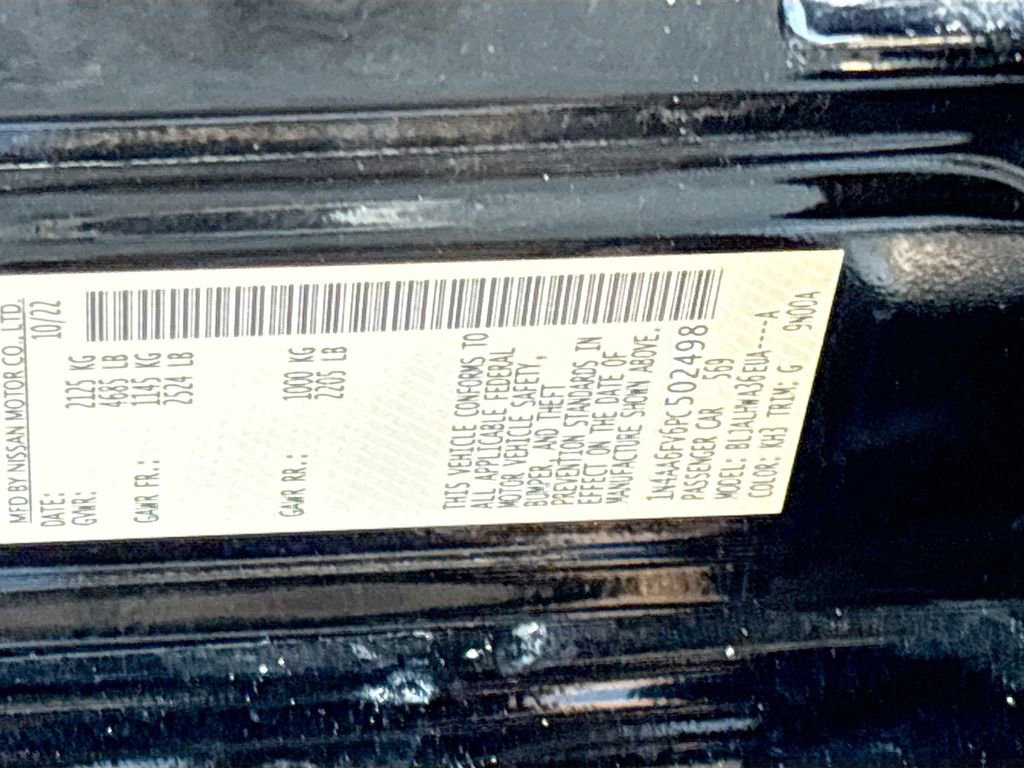 MFD BY NISSAN MOTOR CO., LTD.
DATE: 10/22
GVWR: 2125 KG
4685 LB
GAWR FR.: 1145 KG
2524 LB
GAWR RR.: 1000 KG
2205 LB
THIS VEHICLE CONFORMS TO
ALL APPLICABLE FEDERAL
MOTOR VEHICLE SAFETY,
BUMPER, AND THEFT
PREVENTION STANDARDS IN
EFFECT ON THE DATE OF
MANUFACTURE SHOWN ABOVE.
1N4AA6EV6PC502498
PASSENGER CAR 569
MODEL:
COLOR: KH3 TRIM: G 9N00A